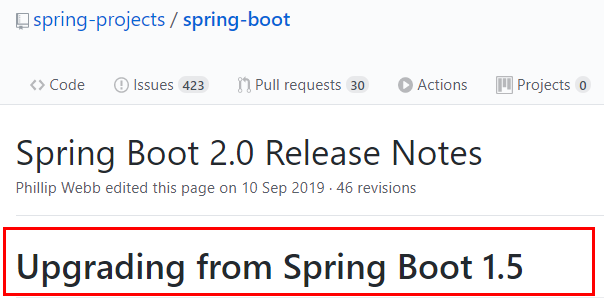 spring-projects / spring-boot
Code Issues 423 Pull requests 30 Actions Projects 0
Spring Boot 2.0 Release Notes
Phillip Webb edited this page on 10 Sep 2019 · 46 revisions
Upgrading from Spring Boot 1.5